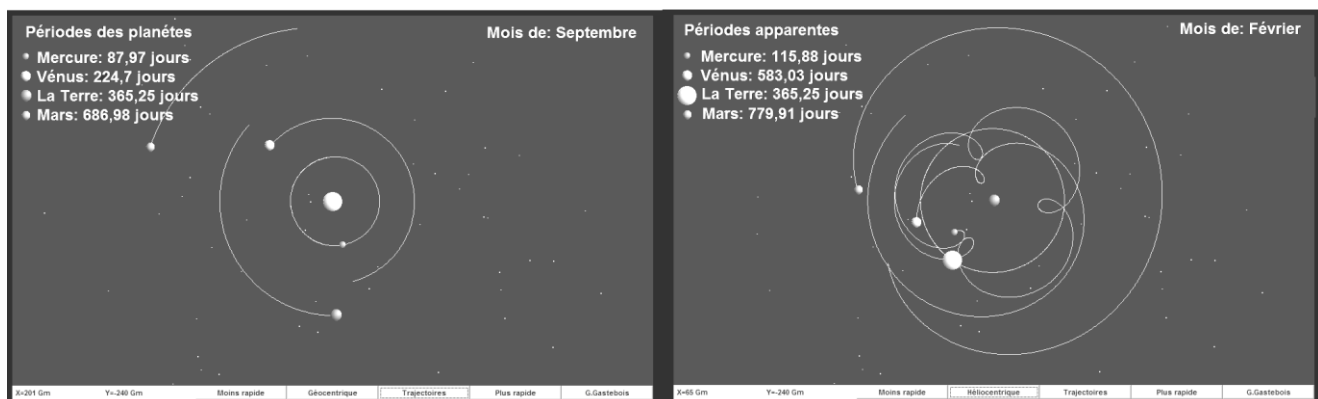 Périodes des planétes
Mois de: Septembre
Mercure: 87,97 jours
Vénus: 224,7 jours
La Terre: 365,25 jours
Mars: 686,98 jours
X=201 Gm Y=-240 Gm Moins rapide Géocentrique Trajectoires Plus rapide G.Gastebois
Périodes apparentes
Mois de: Février
Mercure: 115,88 jours
Vénus: 583,03 jours
La Terre: 365,25 jours
Mars: 779,91 jours
X=65 Gm Y=-240 Gm Moins rapide Héliocentrique Trajectoires Plus rapide G.Gastebois